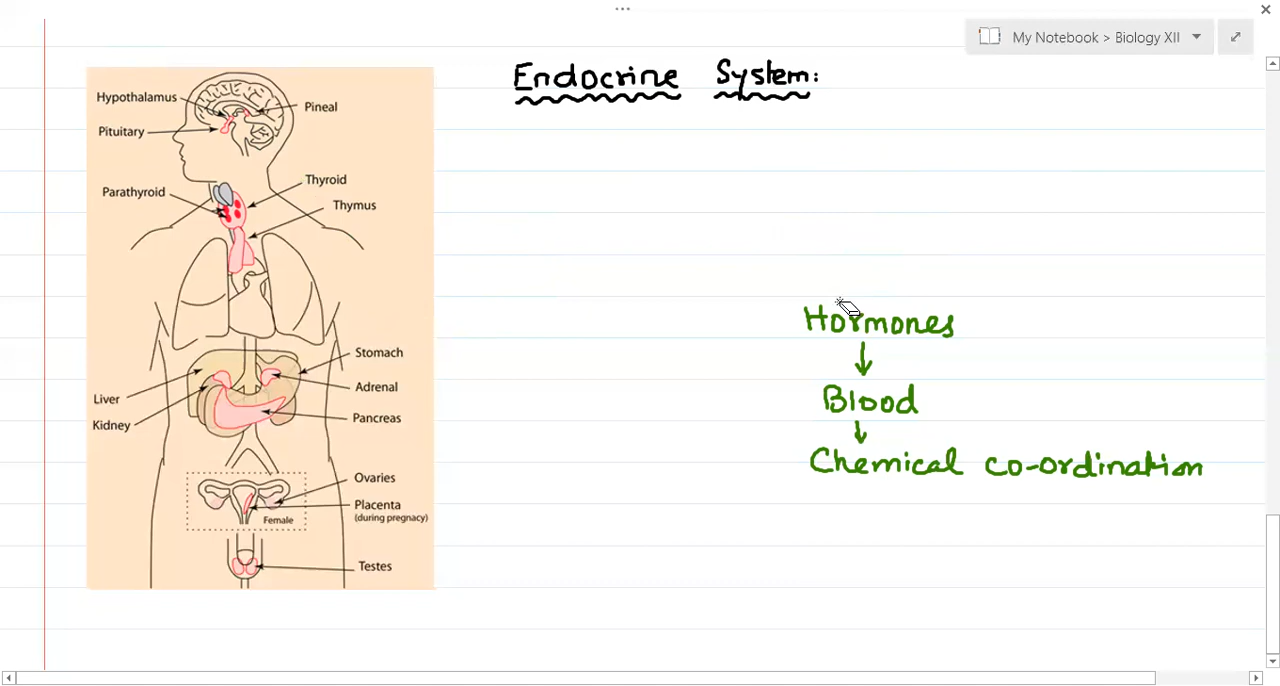 ...
My Notebook > Biology XII
Endocrine System:
Hypothalamus
Pineal
Pituitary
Thyroid
Parathyroid
Thymus
Hormones
Stomach
Adrenal
Liver
Blood
Kidney
Pancreas
Chemical co-ordination
Ovaries
Placenta
(during pregnacy)
Female
Testes